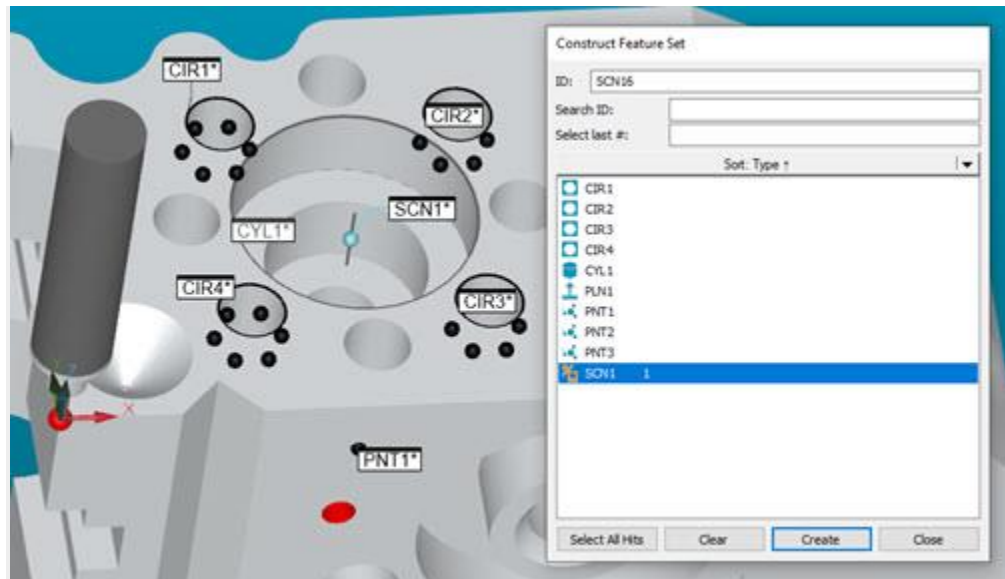 CIR1*
CIR2*
SCN1*
CYL1*
CIR4*
CIR3*
X
PNT1*
Construct Feature Set
ID: SCN16
Search ID:
Select last #:
Sort: Type ↑
CIR1
CIR2
CIR3
CIR4
CYL1
PLN1
PNT1
PNT2
PNT3
SCN1 1
Select All Hits Clear Create Close